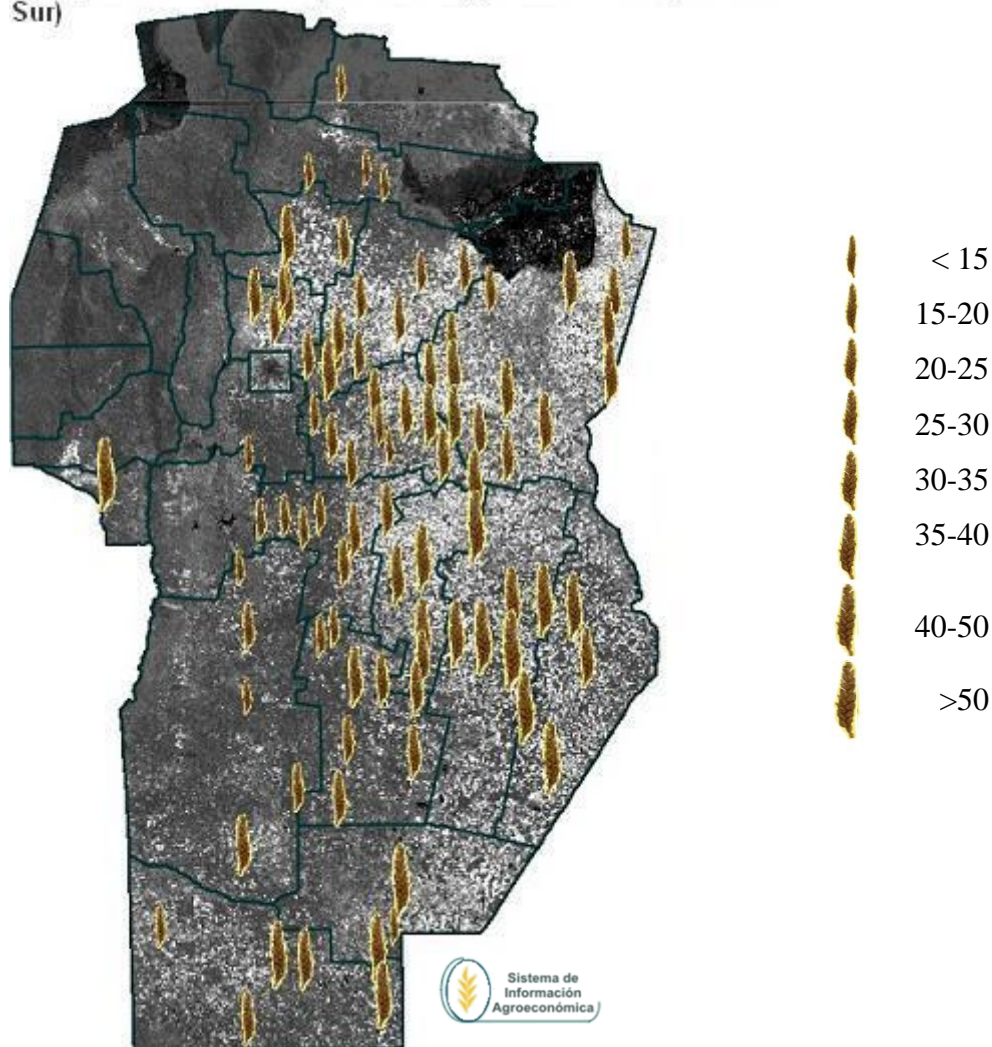 Sur)
< 15
15-20
20-25
25-30
30-35
35-40
40-50
>50
Sistema de
Información
Agroeconómica